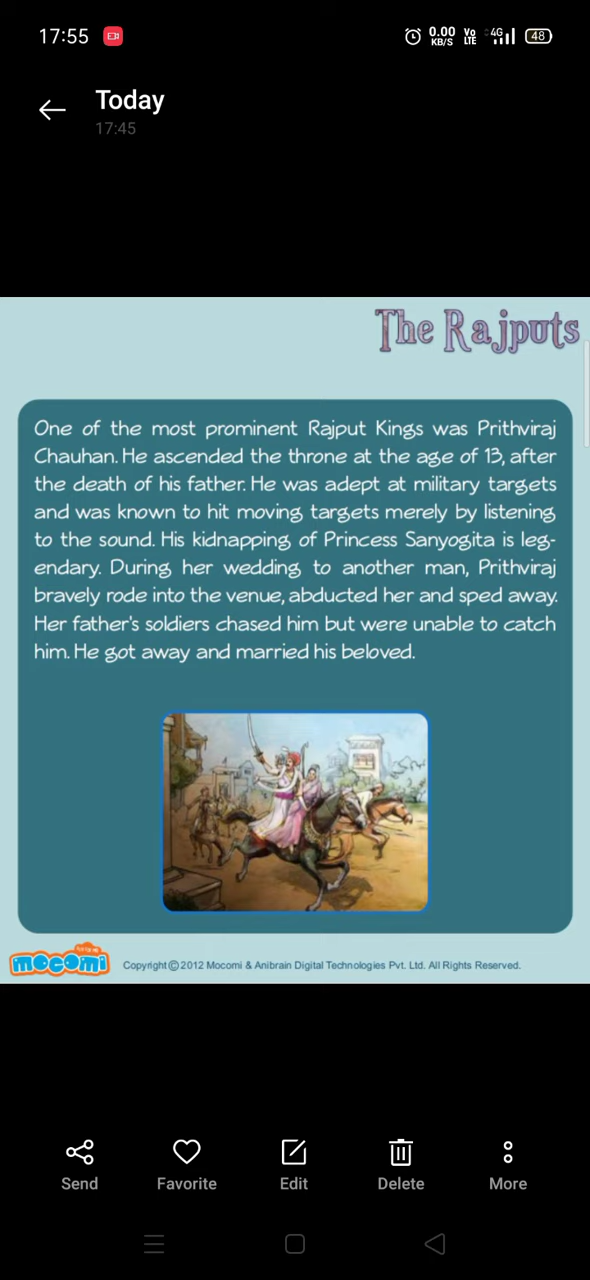 17:55
0.00 KB/S Vo LTE 4G 48
Today
17:45
The Rajputs
One of the most prominent Rajput Kings was Prithviraj
Chauhan. He ascended the throne at the age of 13, after
the death of his father. He was adept at military targets
and was known to hit moving targets merely by listening
to the sound. His kidnapping of Princess Sanyogita is leg-
endary. During her wedding to another man, Prithviraj
bravely rode into the venue, abducted her and sped away.
Her father's soldiers chased him but were unable to catch
him. He got away and married his beloved.
mocomi
Copyright © 2012 Mocomi & Anibrain Digital Technologies Pvt. Ltd. All Rights Reserved.
Send Favorite Edit Delete More